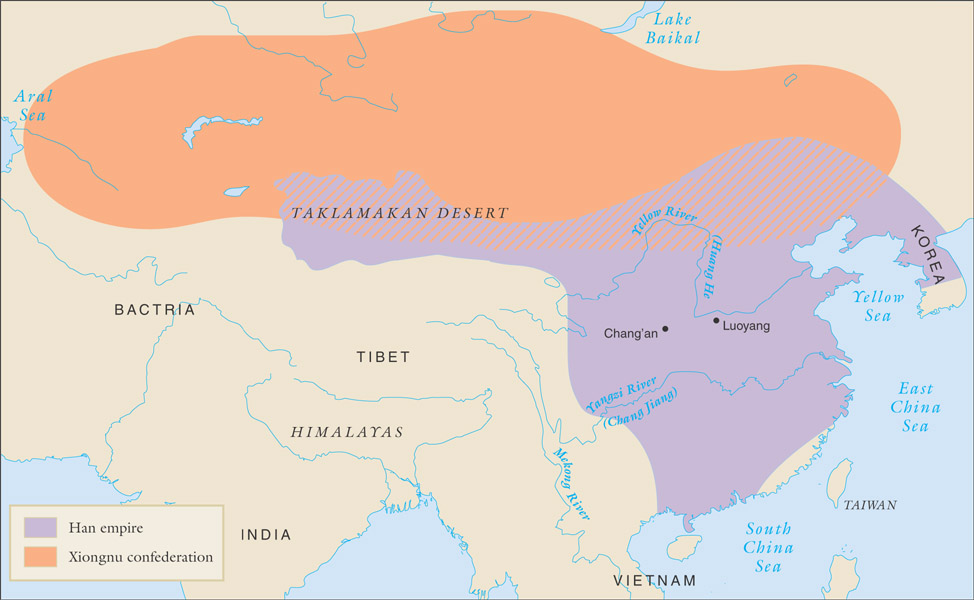 Lake
Baikal
Aral
Sea
TAKLAMAKAN DESERT
Yellow River
(Huang He
KOREA
BACTRIA
Yellow
Sea
Chang'an
Luoyang
TIBET
Yangzi River
(Chang Jiang)
East
China
Sea
HIMALAYAS
Mekong River
TAIWAN
Han empire
Xiongnu confederation
INDIA
South
China
Sea
VIETNAM